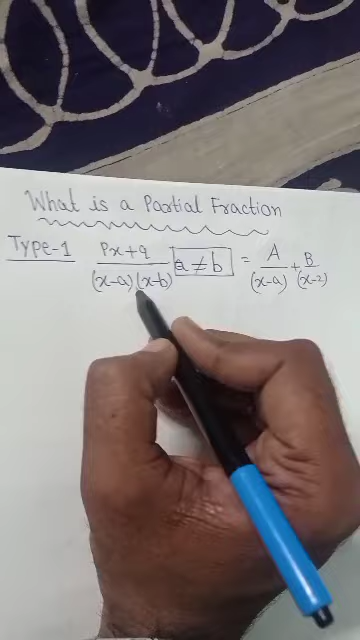 What is a Partial Fraction
Type-1 Px+q/(x-a)(x-b) a ≠ b = A/(x-a) + B/(x-2)